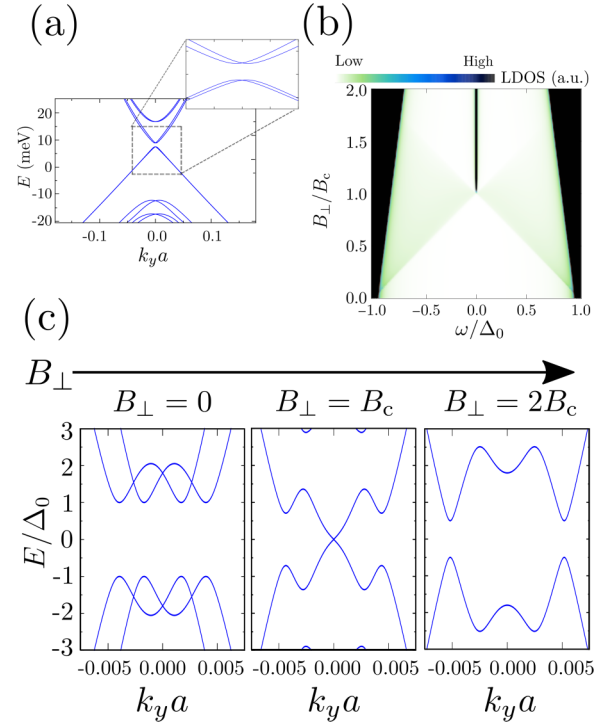 (a)
20
10
0
-10
-20
E (meV)
-0.1
0.0
0.1
k_y a
(b)
Low
High
LDOS (a.u.)
2.0
1.5
1.0
0.5
0.0
B_⊥/B_c
−1.0
−0.5
0.0
0.5
1.0
ω/Δ_0
(c)
B_⊥
B_⊥ = 0
B_⊥ = B_c
B_⊥ = 2B_c
3
2
1
0
-1
-2
-3
E/Δ_0
-0.005 0.000 0.005
-0.005 0.000 0.005
-0.005 0.000 0.005
k_y a
k_y a
k_y a